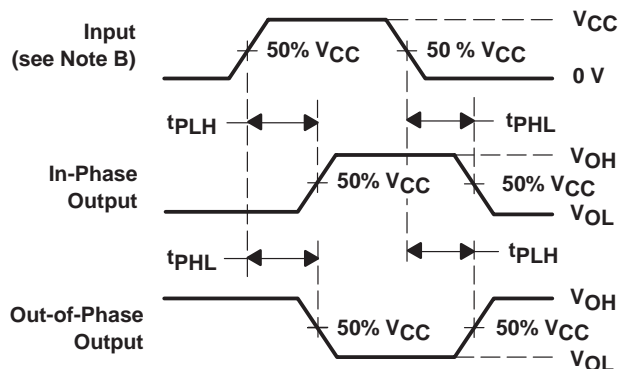 Input
(see Note B)
50% VCC
50 % VCC
VCC
0 V
tPLH
tPHL
In-Phase
Output
50% VCC
50% VCC
VOH
VOL
tPHL
tPLH
Out-of-Phase
Output
50% VCC
50% VCC
VOH
VOL